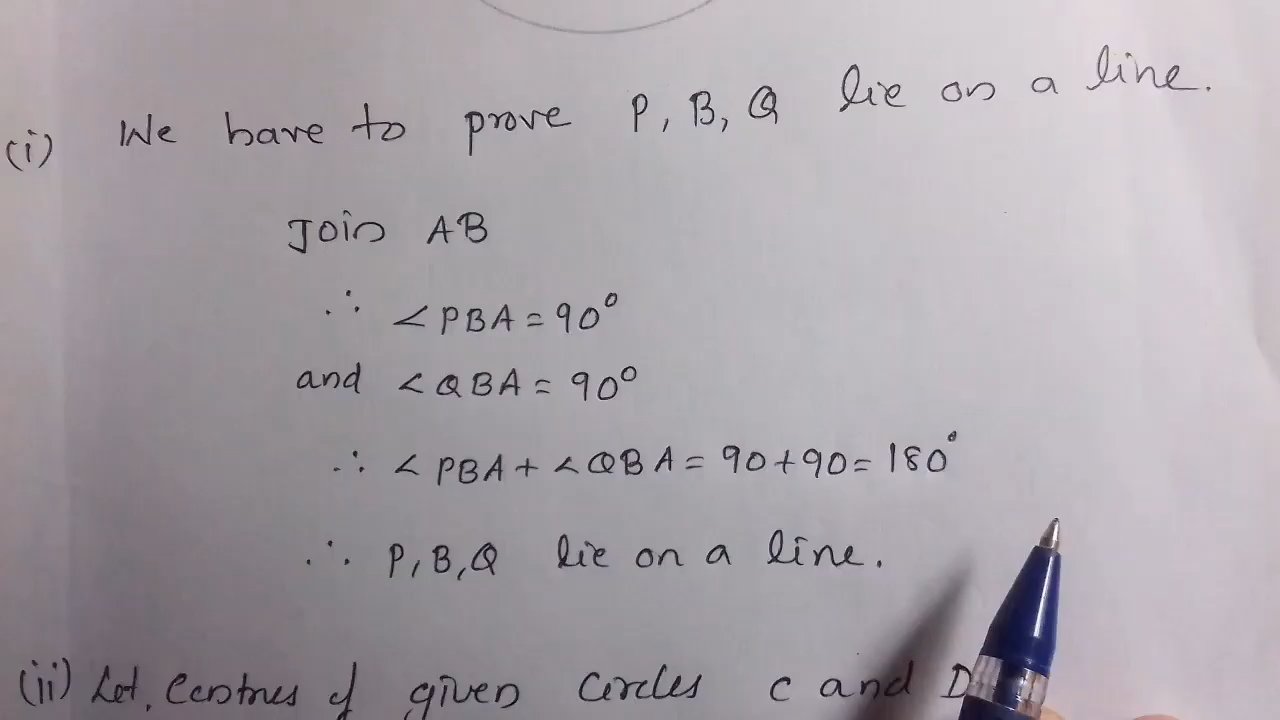 (i) We have to prove P, B, Q lie on a line.
Join AB
∴ ∠PBA = 90°
and ∠QBA = 90°
∴ ∠PBA + ∠QBA = 90+90 = 180°
∴ P, B, Q lie on a line.
(ii) Let, Centres of given Circles C and D